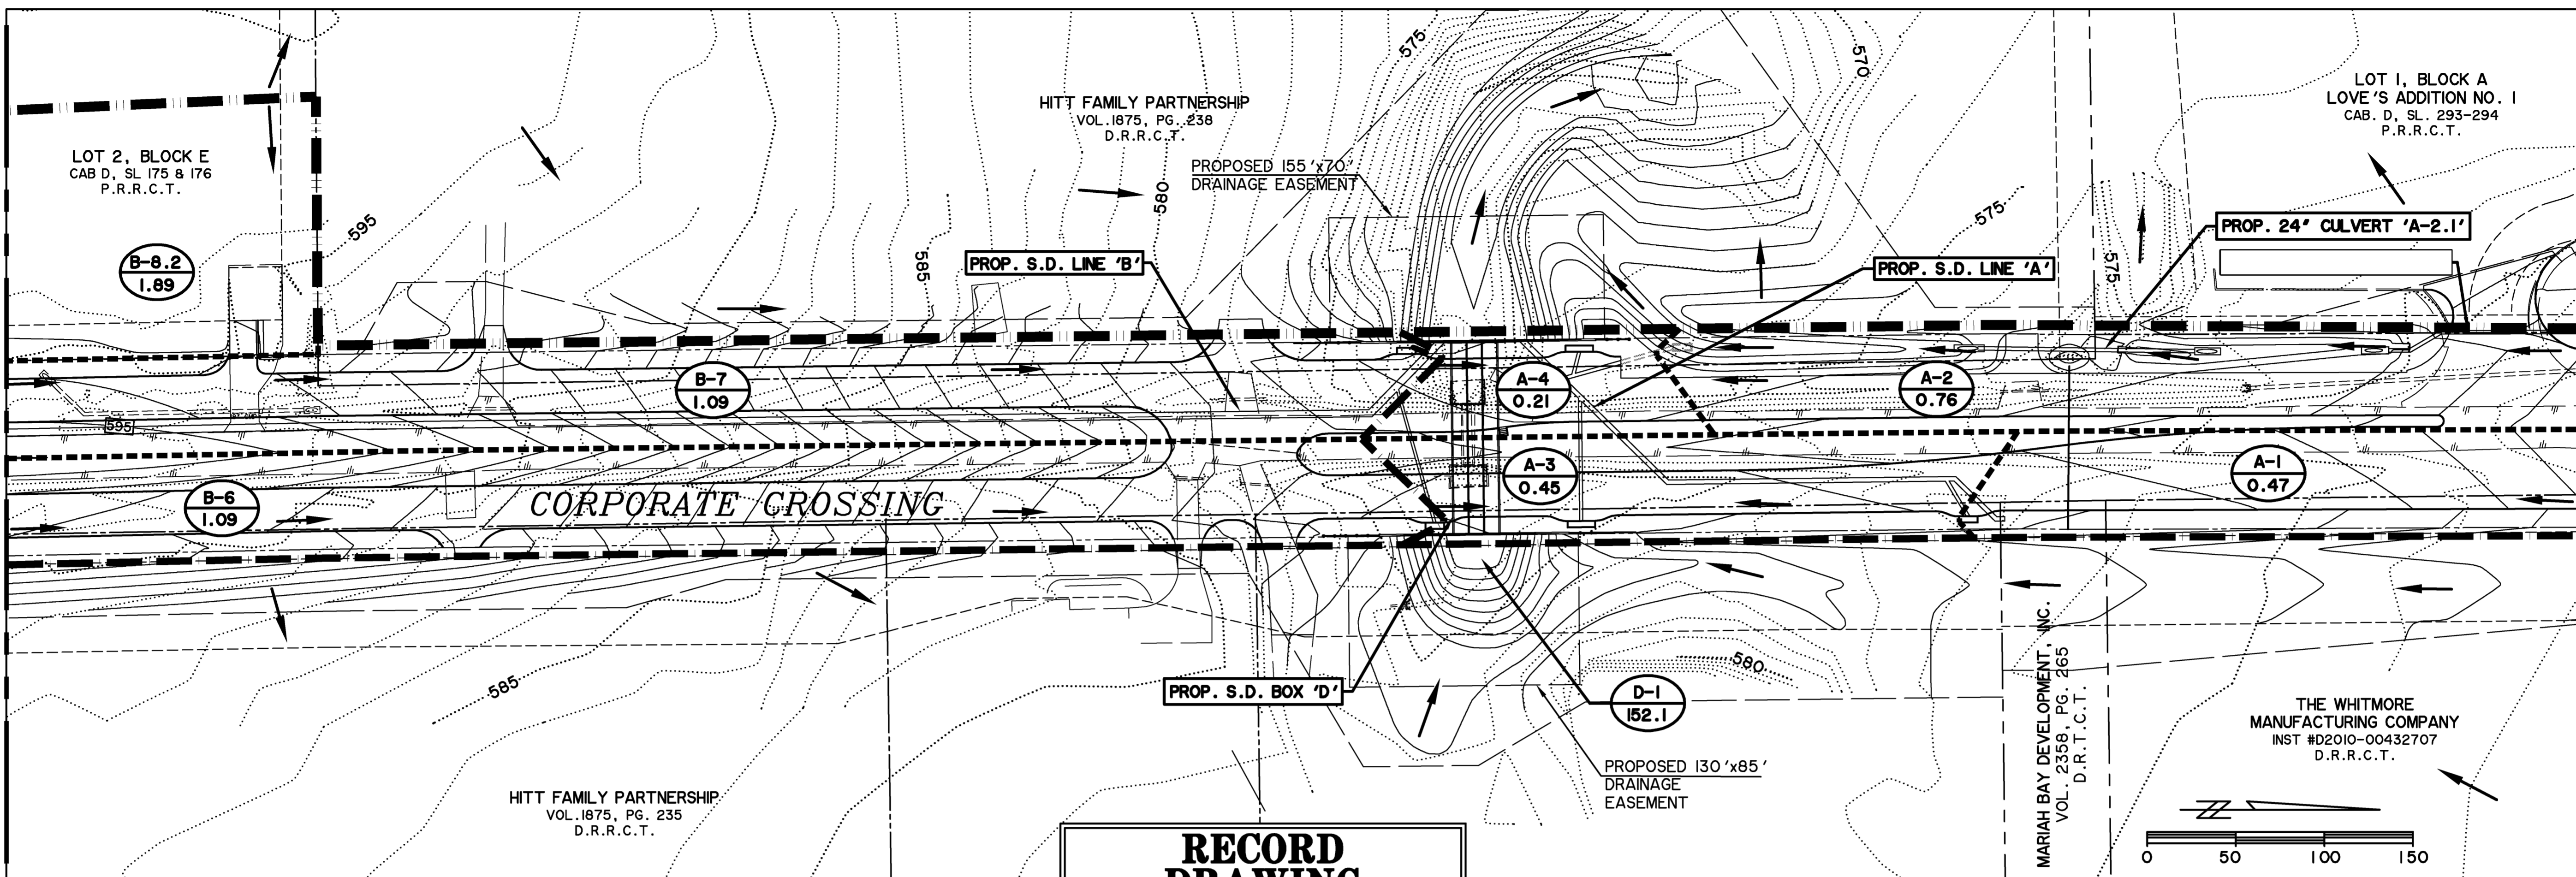 LOT 2, BLOCK E
CAB D, SL 175 & 176
P.R.R.C.T.
B-8.2
1.89
595
595
HITT FAMILY PARTNERSHIP
VOL.1875, PG. 238
D.R.R.C.T.
PROPOSED 155'x70'
DRAINAGE EASEMENT
580
585
575
570
575
575
LOT 1, BLOCK A
LOVE'S ADDITION NO. 1
CAB. D, SL. 293-294
P.R.R.C.T.
PROP. S.D. LINE 'B'
PROP. S.D. LINE 'A'
PROP. 24" CULVERT 'A-2.1'
B-7
1.09
A-4
0.21
A-2
0.76
B-6
1.09
CORPORATE CROSSING
A-3
0.45
A-1
0.47
PROP. S.D. BOX 'D'
D-1
152.1
580
585
PROPOSED 130'x85'
DRAINAGE
EASEMENT
HITT FAMILY PARTNERSHIP
VOL.1875, PG. 235
D.R.R.C.T.
MARIAH BAY DEVELOPMENT, INC.
VOL. 2358, PG. 265
D.R.T.C.T.
THE WHITMORE
MANUFACTURING COMPANY
INST #D2010-00432707
D.R.R.C.T.
RECORD
DRAWING
0 50 100 150